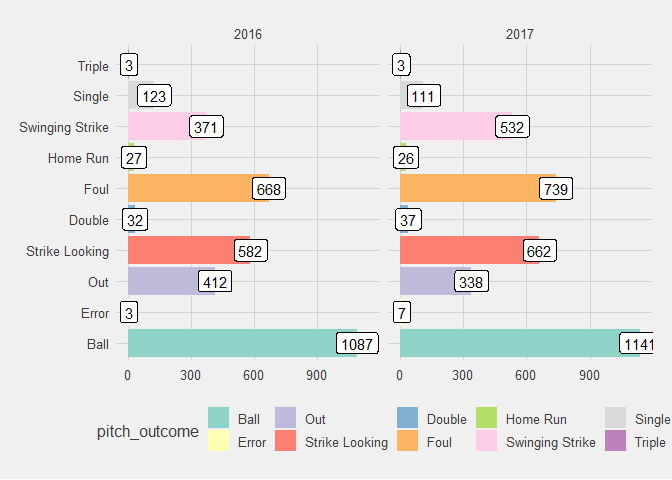 2016 2017
Triple 3 3
Single 123 111
Swinging Strike 371 532
Home Run 27 26
Foul 668 739
Double 32 37
Strike Looking 582 662
Out 412 338
Error 3 7
Ball 1087 1141
0 300 600 900 0 300 600 900
pitch_outcome
Ball Out Double Home Run Single
Error Strike Looking Foul Swinging Strike Triple